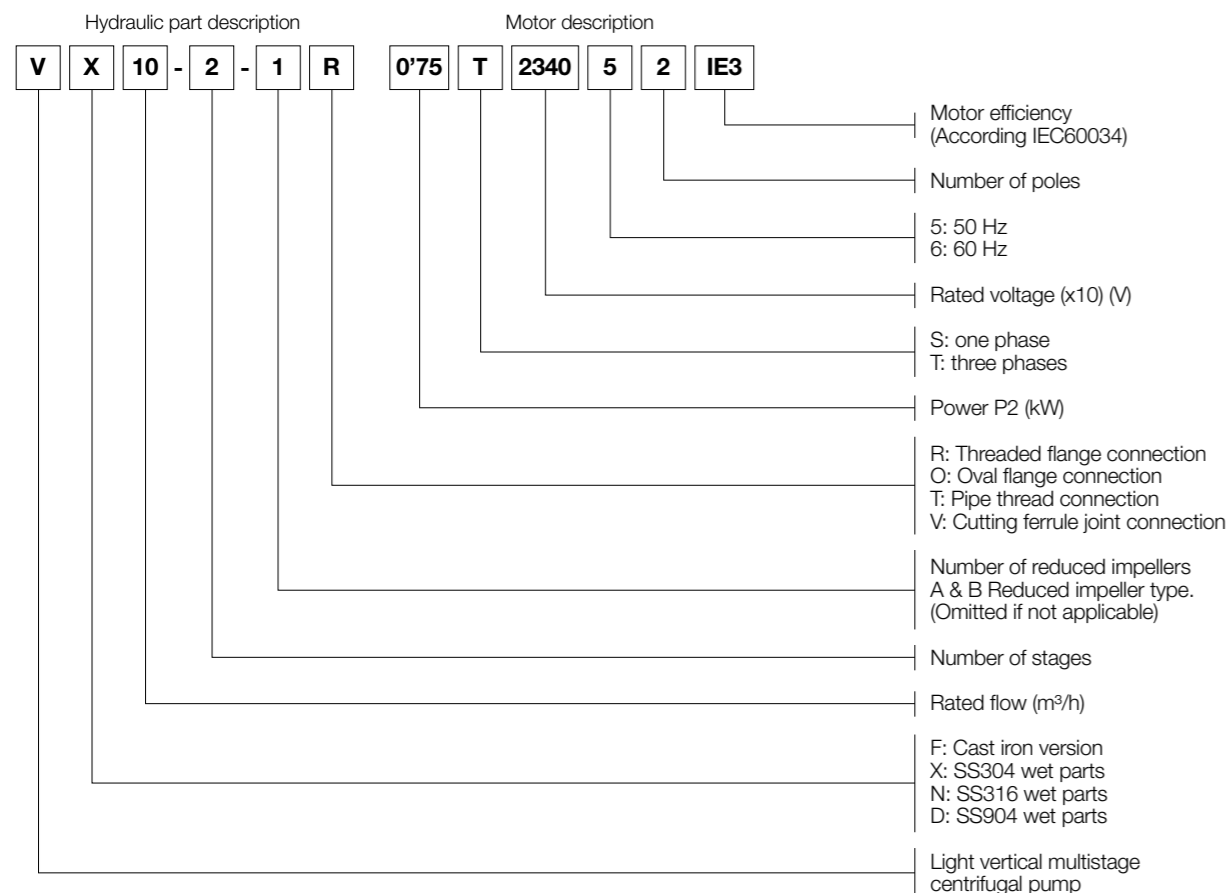 Hydraulic part description
Motor description
V X 10 - 2 - 1 R 0'75 T 2340 5 2 IE3
Motor efficiency
(According IEC60034)
Number of poles
5: 50 Hz
6: 60 Hz
Rated voltage (x10) (V)
S: one phase
T: three phases
Power P2 (kW)
R: Threaded flange connection
O: Oval flange connection
T: Pipe thread connection
V: Cutting ferrule joint connection
Number of reduced impellers
A & B Reduced impeller type.
(Omitted if not applicable)
Number of stages
Rated flow (m³/h)
F: Cast iron version
X: SS304 wet parts
N: SS316 wet parts
D: SS904 wet parts
Light vertical multistage
centrifugal pump